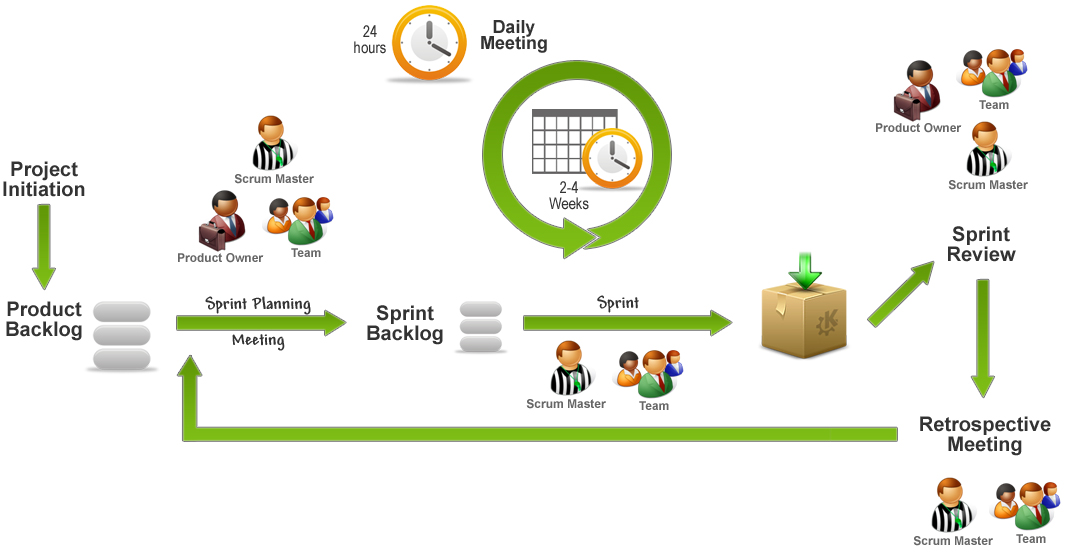 24
hours
Daily
Meeting
2-4
Weeks
Project
Initiation
Scrum Master
Product Owner
Team
Product
Backlog
Sprint Planning
Meeting
Sprint
Backlog
Sprint
Scrum Master
Team
Product Owner
Team
Scrum Master
Sprint
Review
Retrospective
Meeting
Scrum Master
Team